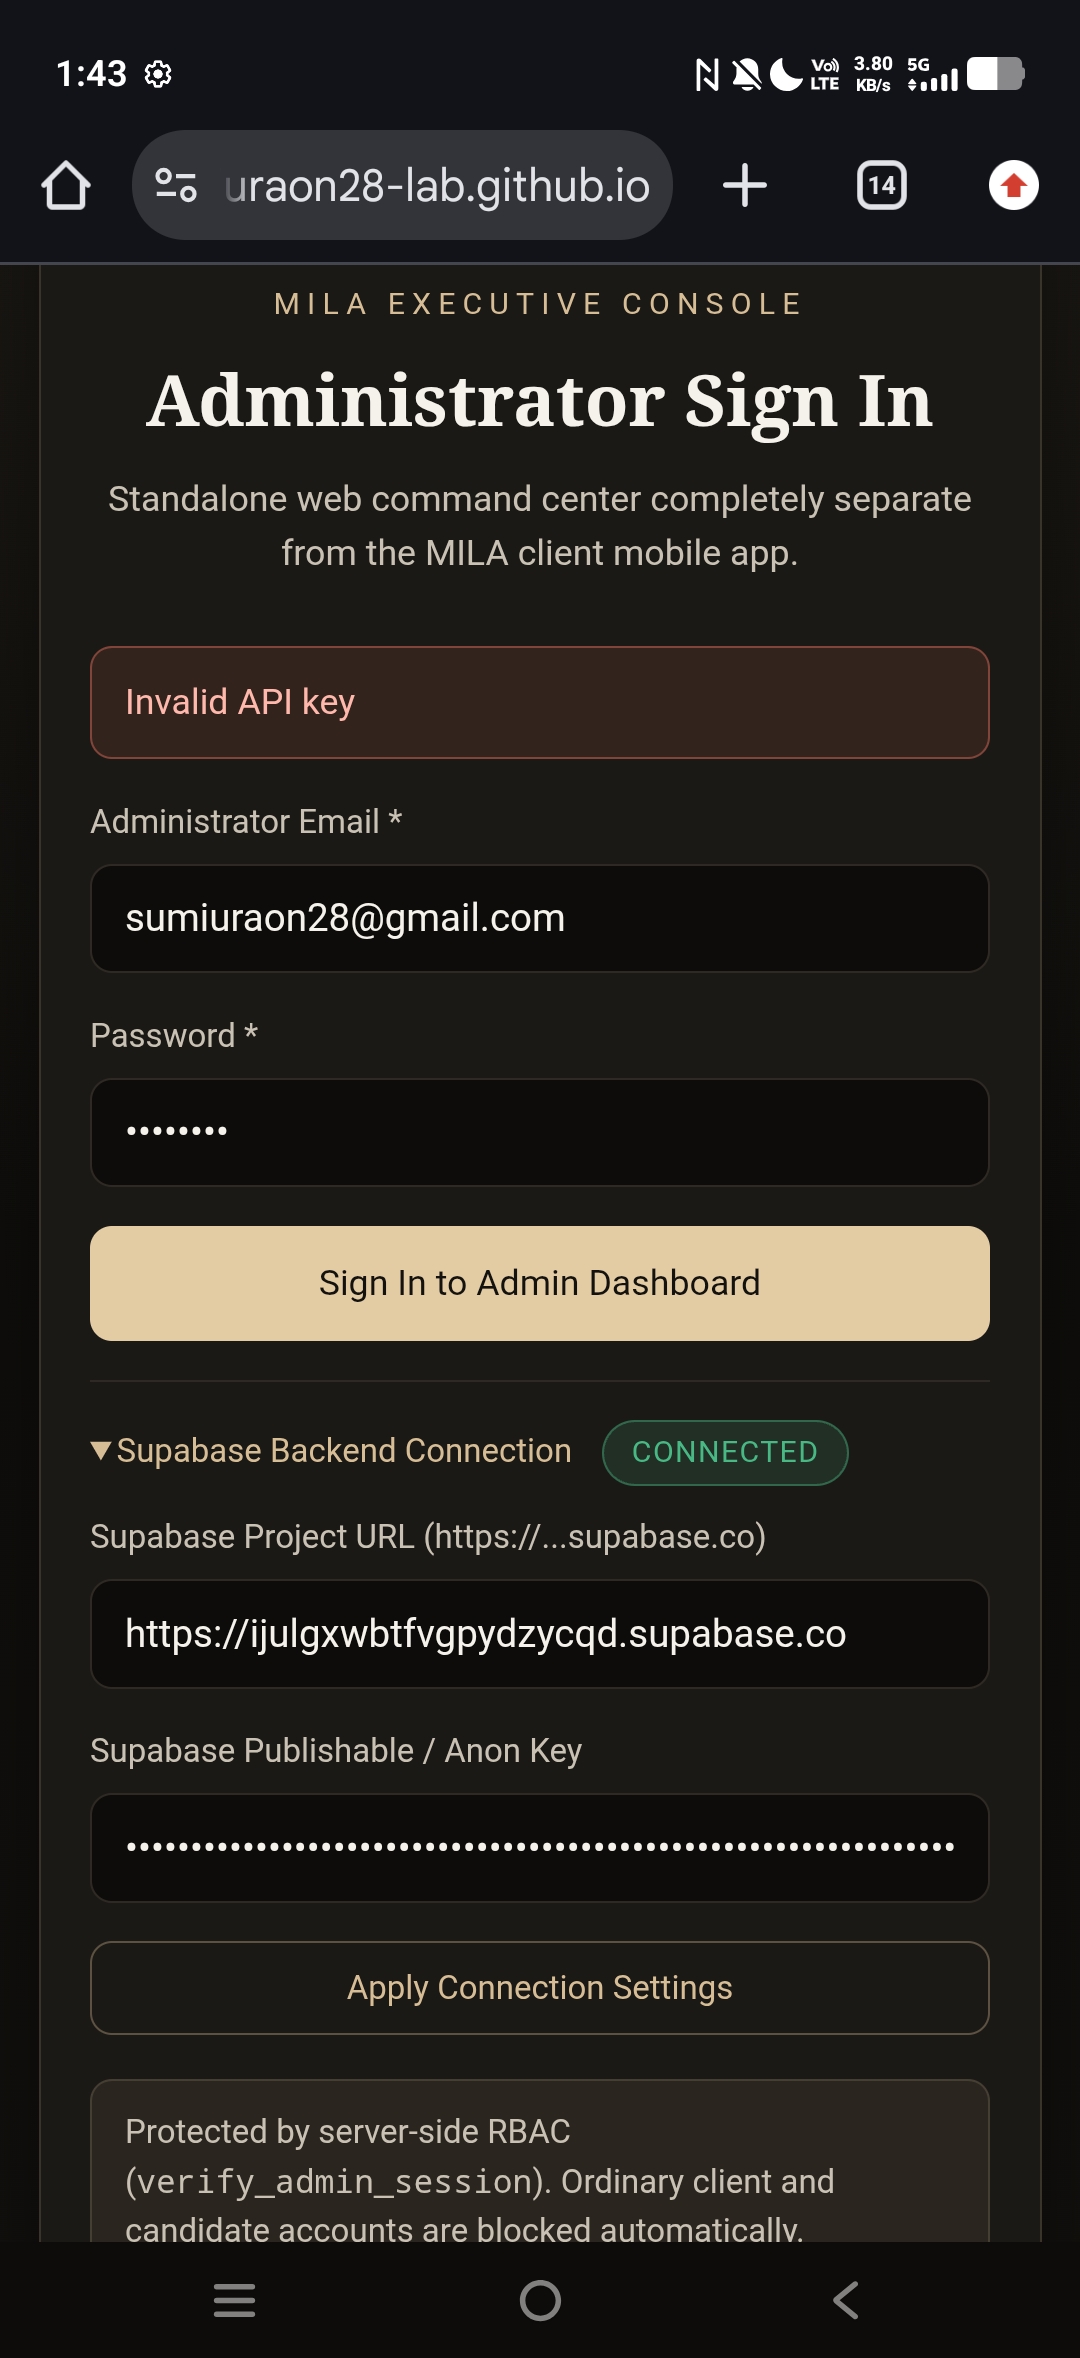 1:43
Vo)) LTE
3.80 KB/s
5G
uraon28-lab.github.io
14
MILA EXECUTIVE CONSOLE
Administrator Sign In
Standalone web command center completely separate
from the MILA client mobile app.
Invalid API key
Administrator Email *
sumiuraon28@gmail.com
Password *
••••••••
Sign In to Admin Dashboard
▼Supabase Backend Connection
CONNECTED
Supabase Project URL (https://...supabase.co)
https://ijulgxwbtfvgpydzycqd.supabase.co
Supabase Publishable / Anon Key
Apply Connection Settings
Protected by server-side RBAC
(verify_admin_session). Ordinary client and
candidate accounts are blocked automatically.